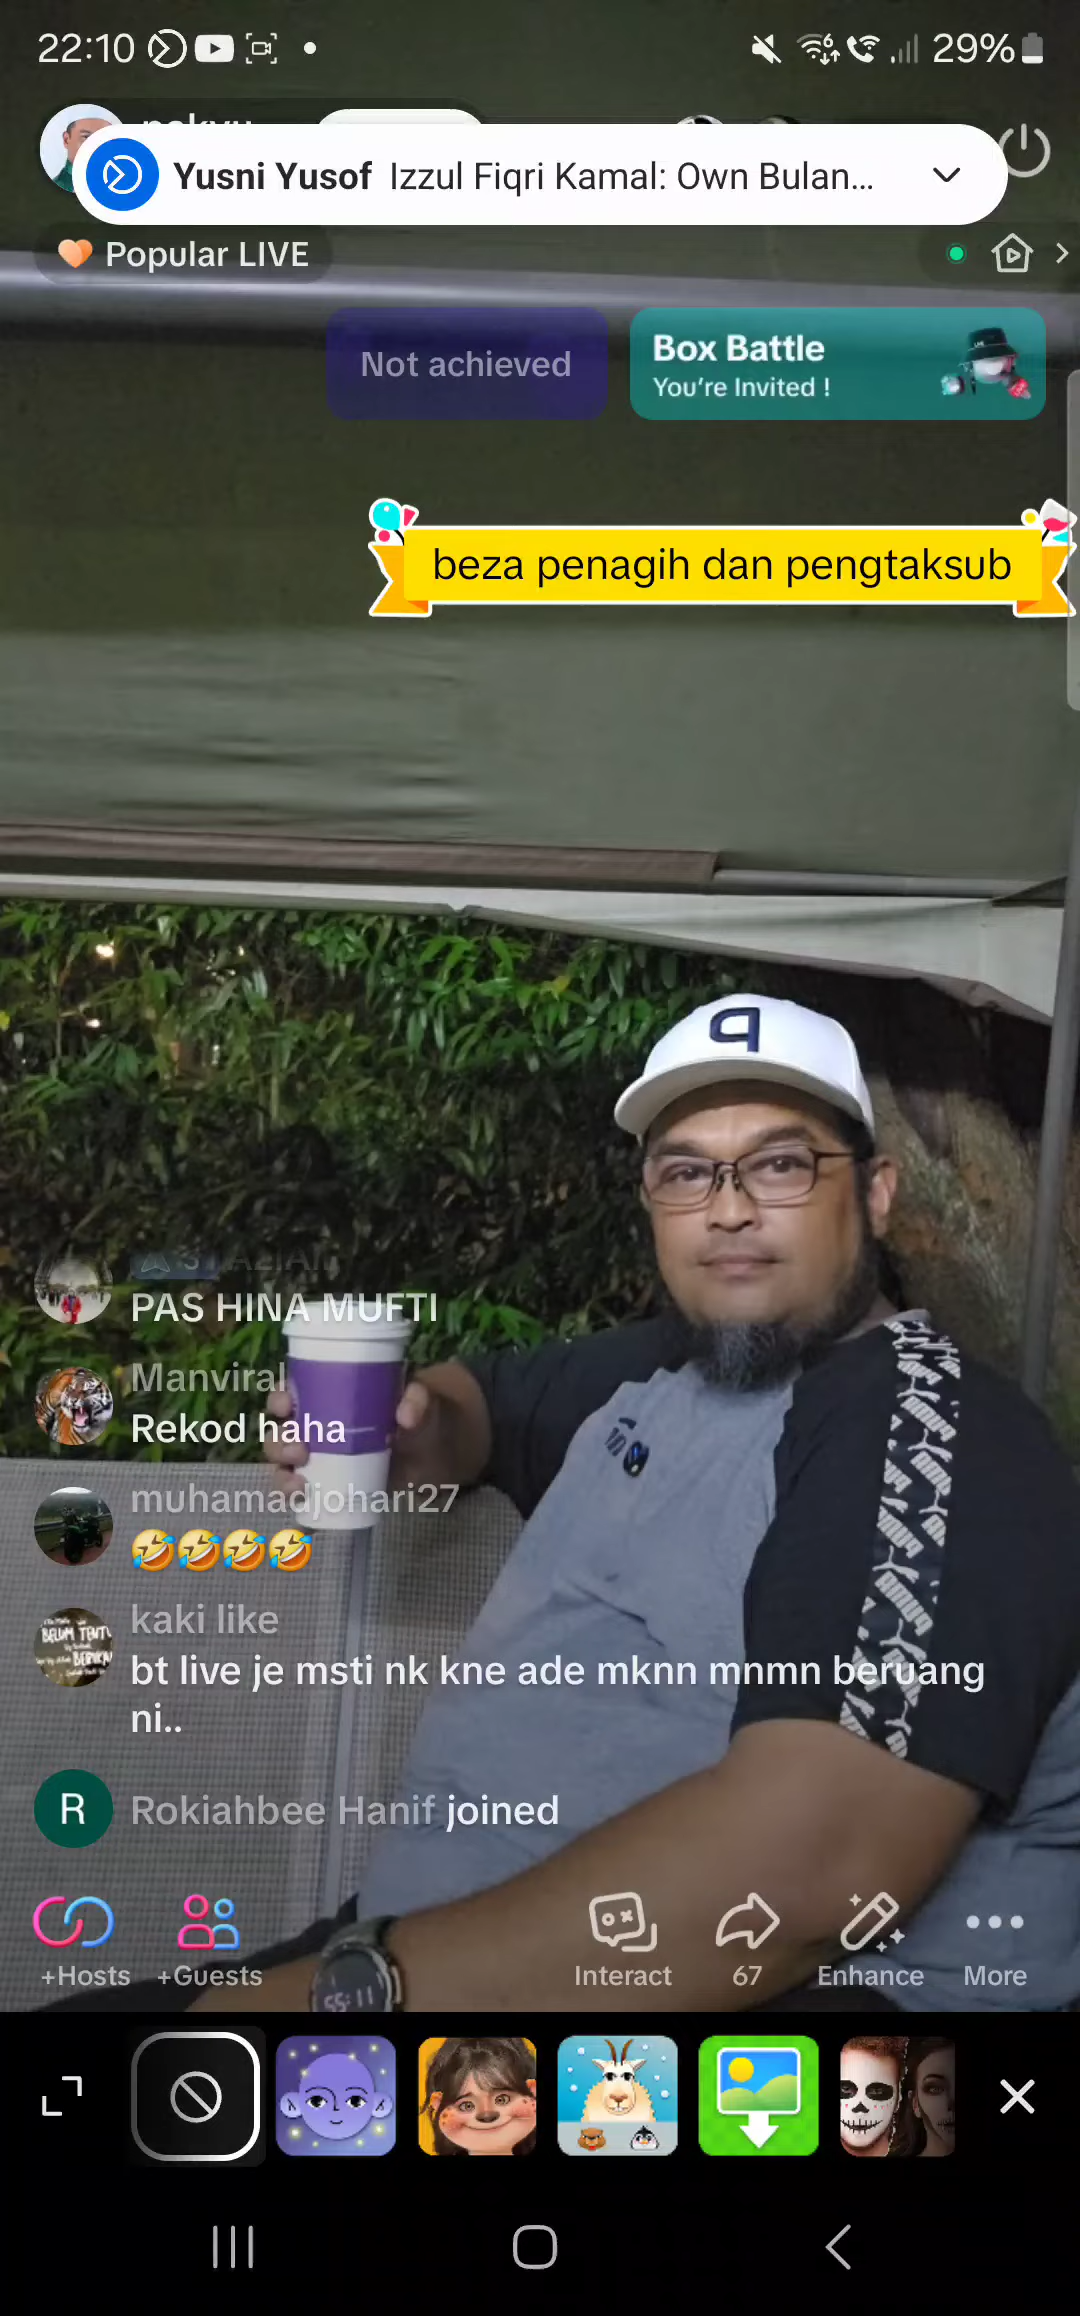 22:10
29%
Yusni Yusof Izzul Fiqri Kamal: Own Bulan...
Popular LIVE
Not achieved
Box Battle
You're Invited !
beza penagih dan pengtaksub
PAS HINA MUFTI
Manviral
Rekod haha
muhamadjohari27
🤣🤣🤣🤣
kaki like
bt live je msti nk kne ade mknn mnmn beruang
ni..
R
Rokiahbee Hanif joined
+Hosts
+Guests
Interact
67
Enhance
More